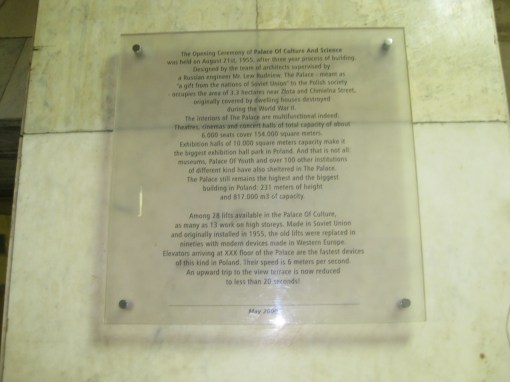 The Opening Ceremony of Palace Of Culture And Science
was held on August 21st, 1955, after three year process of building.
Designed by the team of architects supervised by
a Russian engineer Mr. Lew Rudniew. The Palace - meant as
"a gift from the nations of Soviet Union" to the Polish society
- occupies the area of 3.3 hectares near Złota and Chmielna Street,
originally covered by dwelling houses destroyed
during the World War II.
The interiors of The Palace are multifunctional indeed.
Theatres, cinemas and concert halls of total capacity of about
6.000 seats cover 154.000 square meters.
Exhibition halls of 10.000 square meters capacity make it
the biggest exhibition hall park in Poland. And that is not all:
museums, Palace Of Youth and over 100 other institutions
of different kind have also sheltered in The Palace.
The Palace still remains the highest and the biggest
building in Poland: 231 meters of height
and 817.000 m3 of capacity.
Among 28 lifts available in the Palace Of Culture,
as many as 13 work on high storeys. Made in Soviet Union
and originally installed in 1955, the old lifts were replaced in
nineties with modern devices made in Western Europe.
Elevators arriving at XXX floor of the Palace are the fastest devices
of this kind in Poland. Their speed is 6 meters per second.
An upward trip to the view terrace is now reduced
to less than 20 seconds!
May